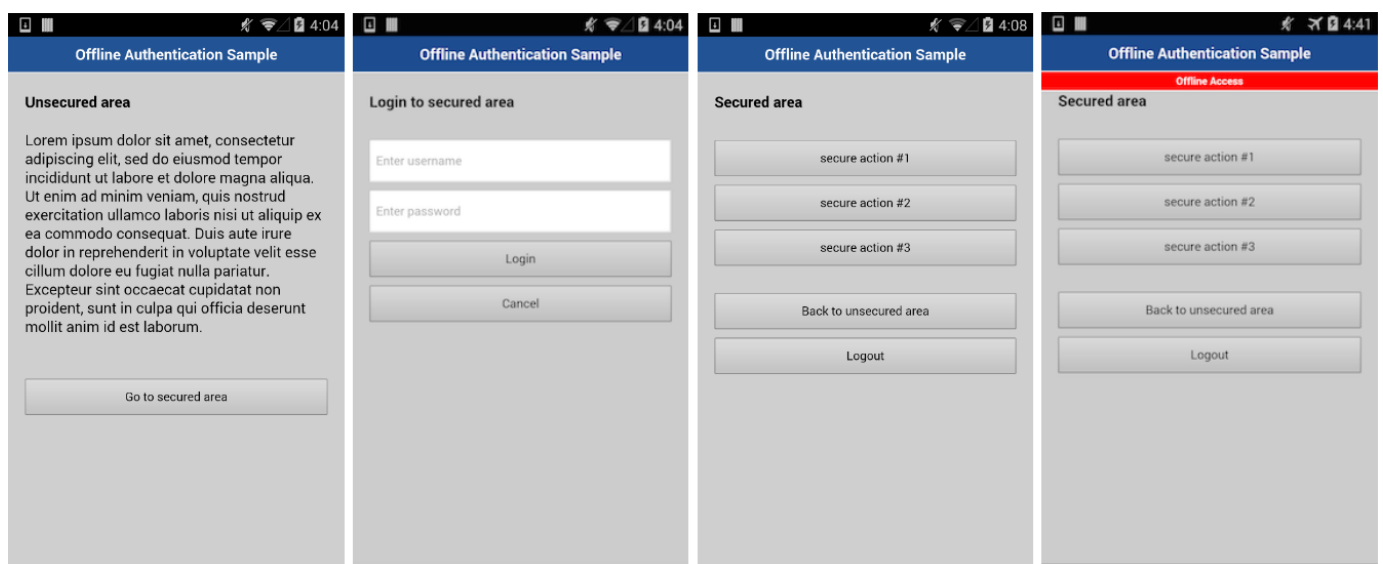 4:04
Offline Authentication Sample
Unsecured area
Lorem ipsum dolor sit amet, consectetur
adipiscing elit, sed do eiusmod tempor
incididunt ut labore et dolore magna aliqua.
Ut enim ad minim veniam, quis nostrud
exercitation ullamco laboris nisi ut aliquip ex
ea commodo consequat. Duis aute irure
dolor in reprehenderit in voluptate velit esse
cillum dolore eu fugiat nulla pariatur.
Excepteur sint occaecat cupidatat non
proident, sunt in culpa qui officia deserunt
mollit anim id est laborum.
Go to secured area
4:04
Offline Authentication Sample
Login to secured area
Enter username
Enter password
Login
Cancel
4:08
Offline Authentication Sample
Secured area
secure action #1
secure action #2
secure action #3
Back to unsecured area
Logout
4:41
Offline Authentication Sample
Offline Access
Secured area
secure action #1
secure action #2
secure action #3
Back to unsecured area
Logout